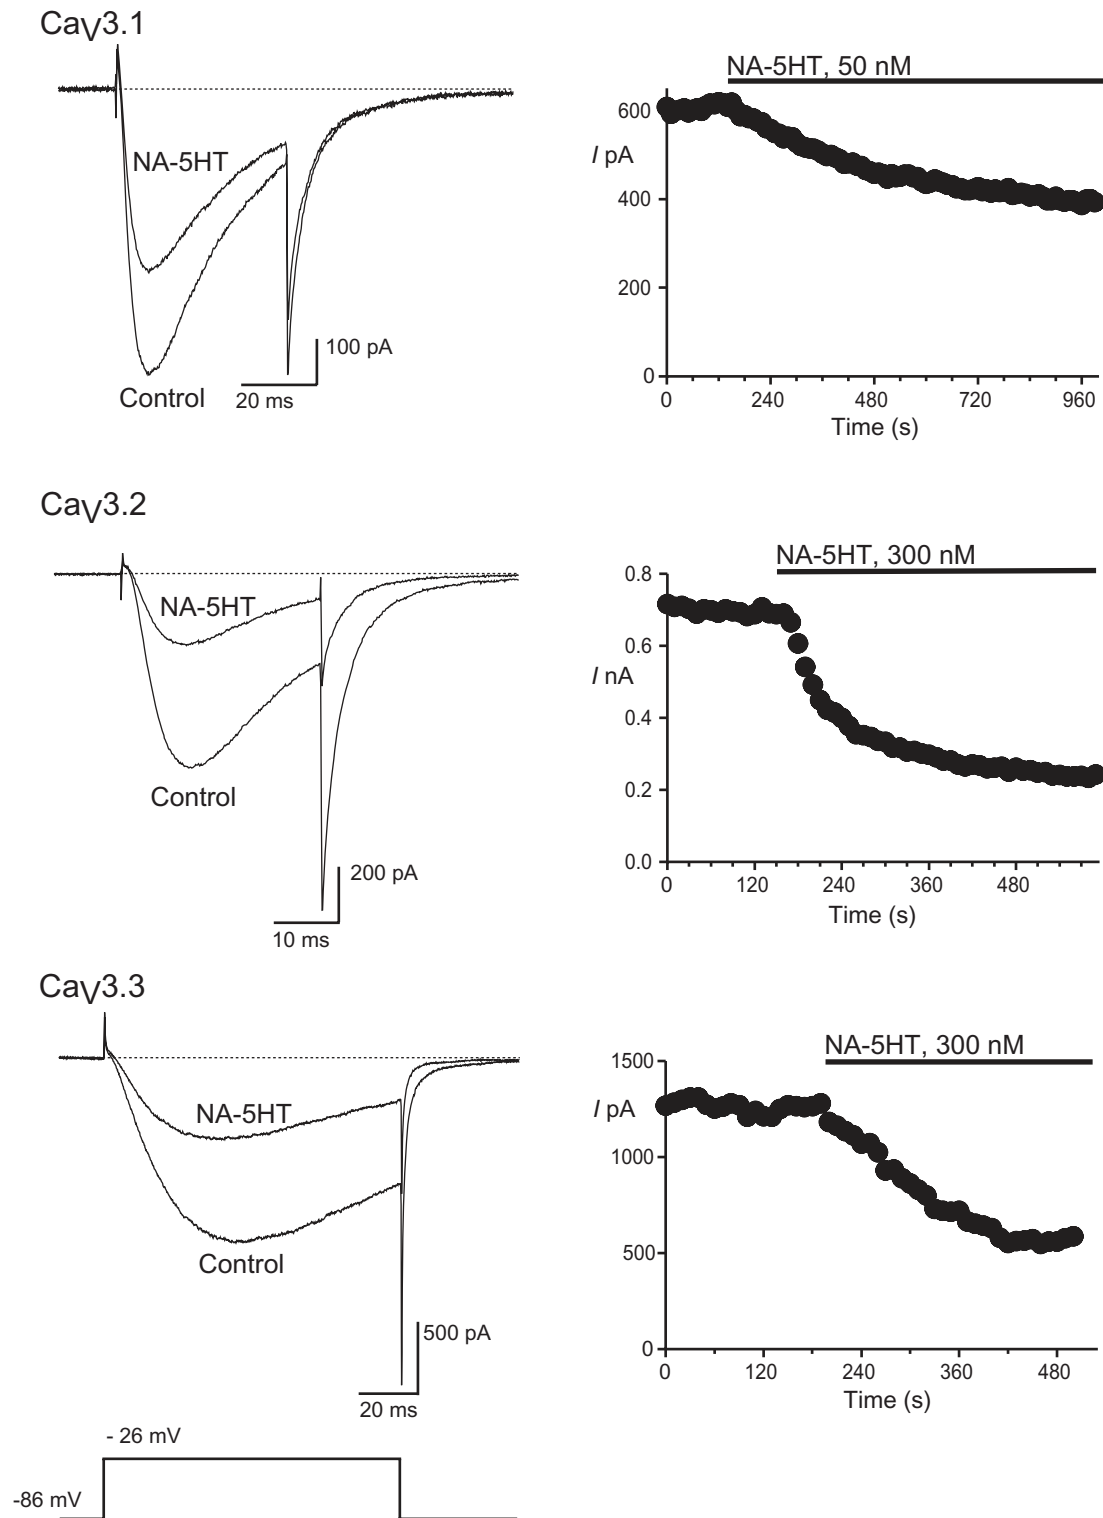 CaV3.1
NA-5HT
Control
100 pA
20 ms
NA-5HT, 50 nM
600
I pA
400
200
0
0 240 480 720 960
Time (s)
CaV3.2
NA-5HT
Control
200 pA
10 ms
NA-5HT, 300 nM
0.8
0.6
I nA
0.4
0.2
0.0
0 120 240 360 480
Time (s)
CaV3.3
NA-5HT
Control
500 pA
20 ms
NA-5HT, 300 nM
1500
I pA
1000
500
0
0 120 240 360 480
Time (s)
- 26 mV
-86 mV